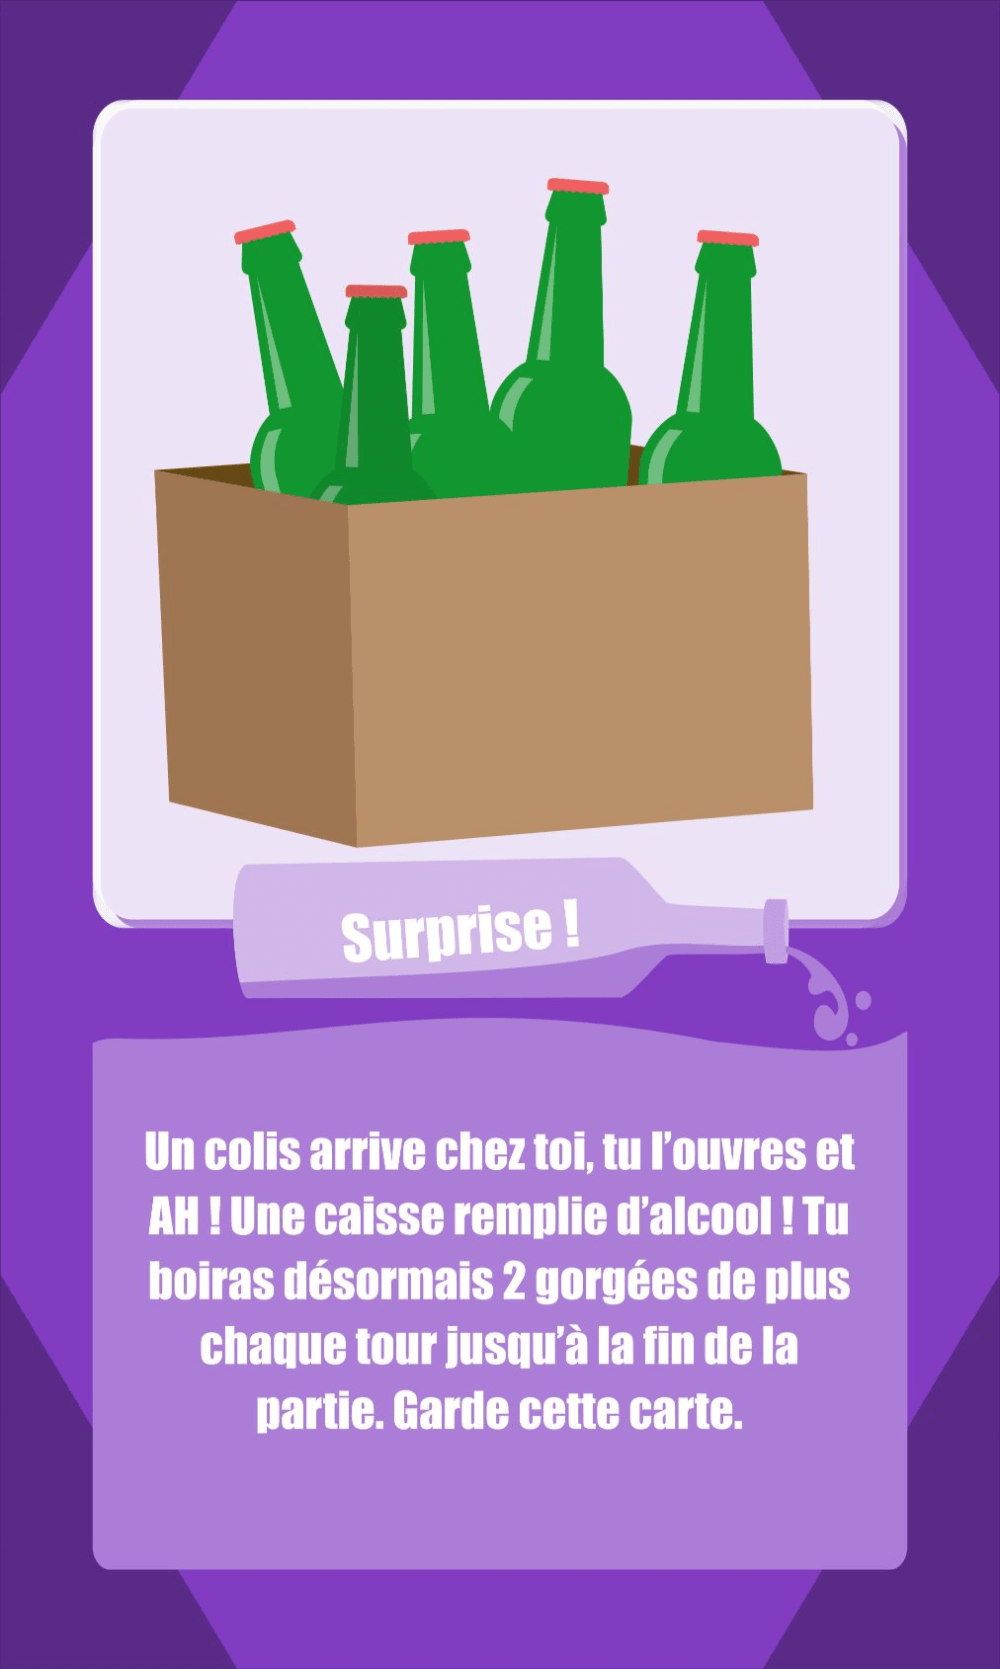 Surprise !
Un colis arrive chez toi, tu l’ouvres et
AH ! Une caisse remplie d’alcool ! Tu
boiras désormais 2 gorgées de plus
chaque tour jusqu’à la fin de la
partie. Garde cette carte.